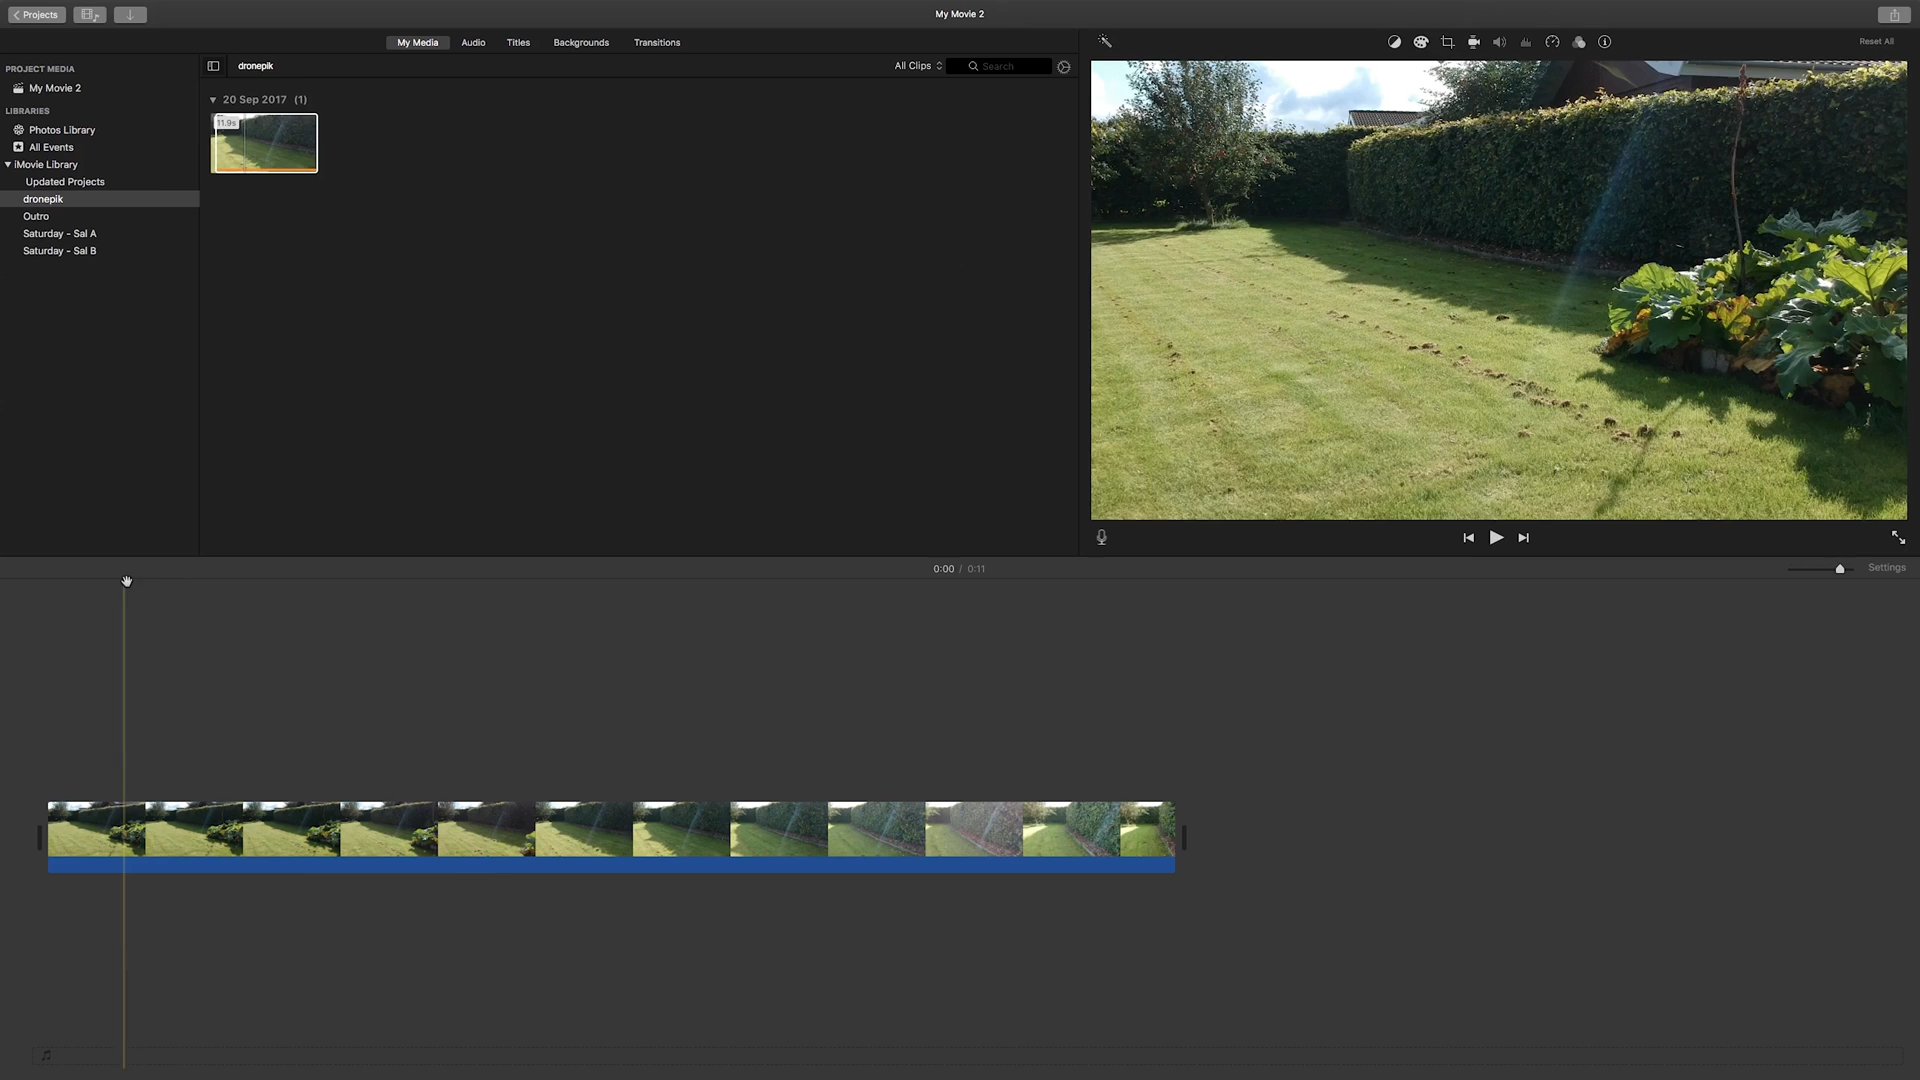 Projects
My Movie 2
My Media
Audio
Titles
Backgrounds
Transitions
Reset All
PROJECT MEDIA
My Movie 2
LIBRARIES
Photos Library
All Events
iMovie Library
Updated Projects
dronepik
Outro
Saturday - Sal A
Saturday - Sal B
dronepik
All Clips
Search
20 Sep 2017 (1)
11.9s
0:00 / 0:11
Settings